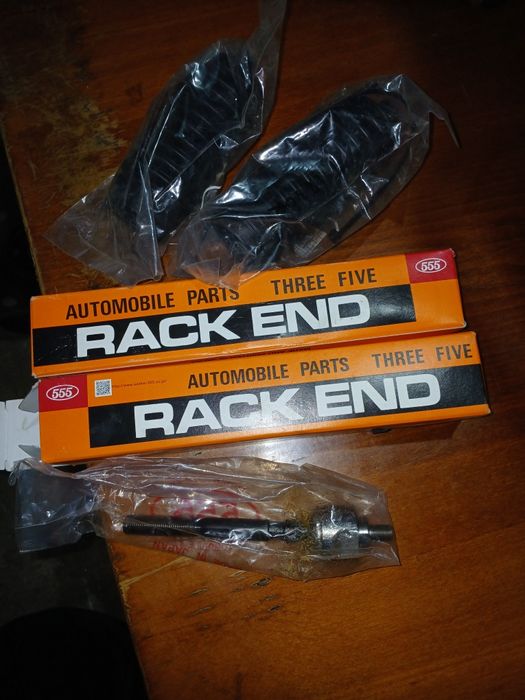 AUTOMOBILE PARTS THREE FIVE
555
RACK END
555
AUTOMOBILE PARTS THREE FIVE
RACK END